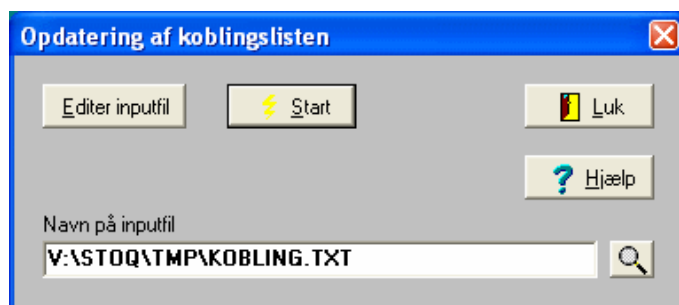 Opdatering af koblingslisten
Editer inputfil
Start
Luk
Hjælp
Navn på inputfil
V:\STOQ\TMP\KOBLING.TXT